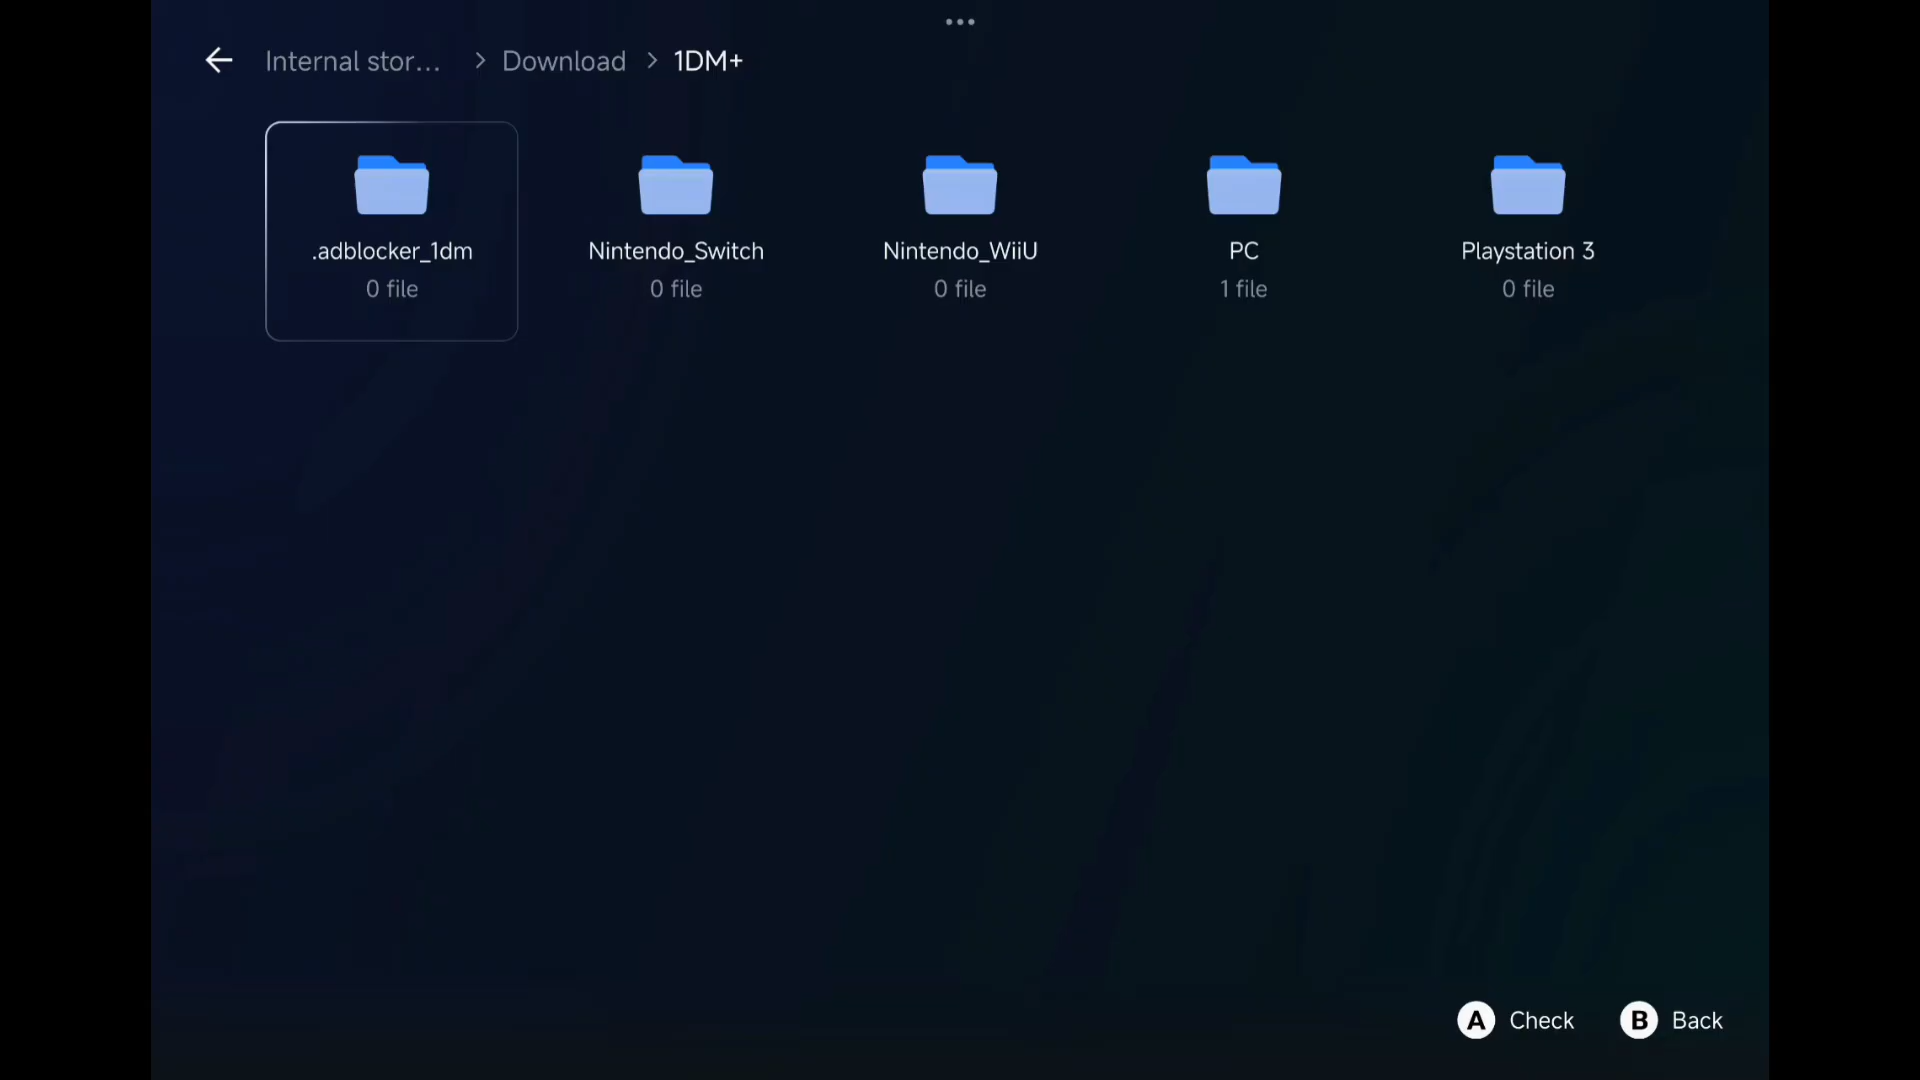 Internal stor... > Download > 1DM+
.adblocker_1dm
0 file
Nintendo_Switch
0 file
Nintendo_WiiU
0 file
PC
1 file
Playstation 3
0 file
A Check B Back